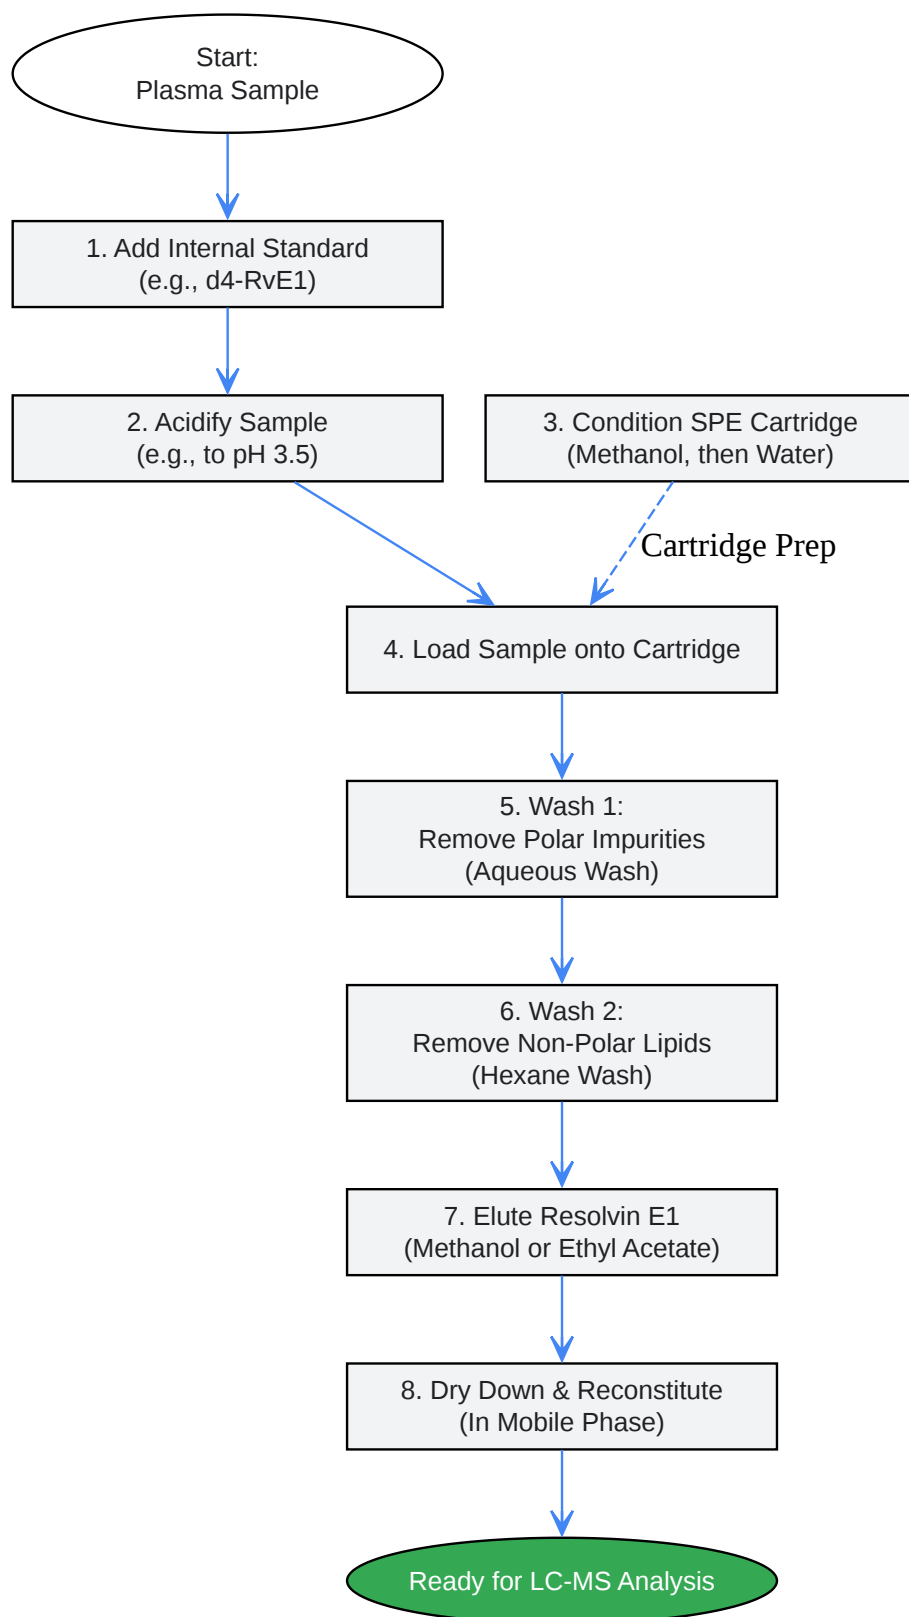 Start:
Plasma Sample
1. Add Internal Standard
(e.g., d4-RvE1)
2. Acidify Sample
(e.g., to pH 3.5)
3. Condition SPE Cartridge
(Methanol, then Water)
Cartridge Prep
4. Load Sample onto Cartridge
5. Wash 1:
Remove Polar Impurities
(Aqueous Wash)
6. Wash 2:
Remove Non-Polar Lipids
(Hexane Wash)
7. Elute Resolvin E1
(Methanol or Ethyl Acetate)
8. Dry Down & Reconstitute
(In Mobile Phase)
Ready for LC-MS Analysis